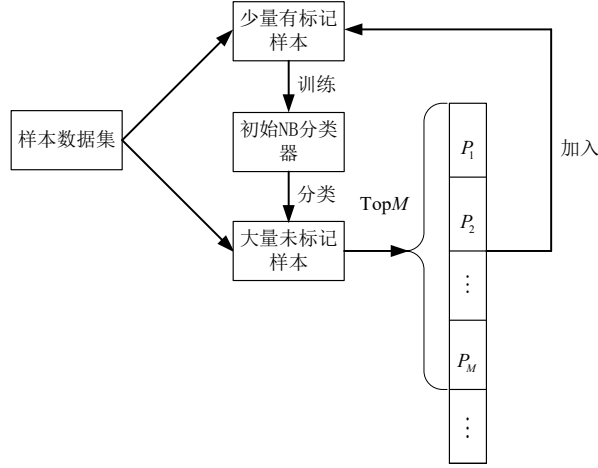 少量有标记
样本
训练
样本数据集
初始NB分类
器
分类
大量未标记
样本
TopM
P1
P2
⋮
PM
⋮
加入